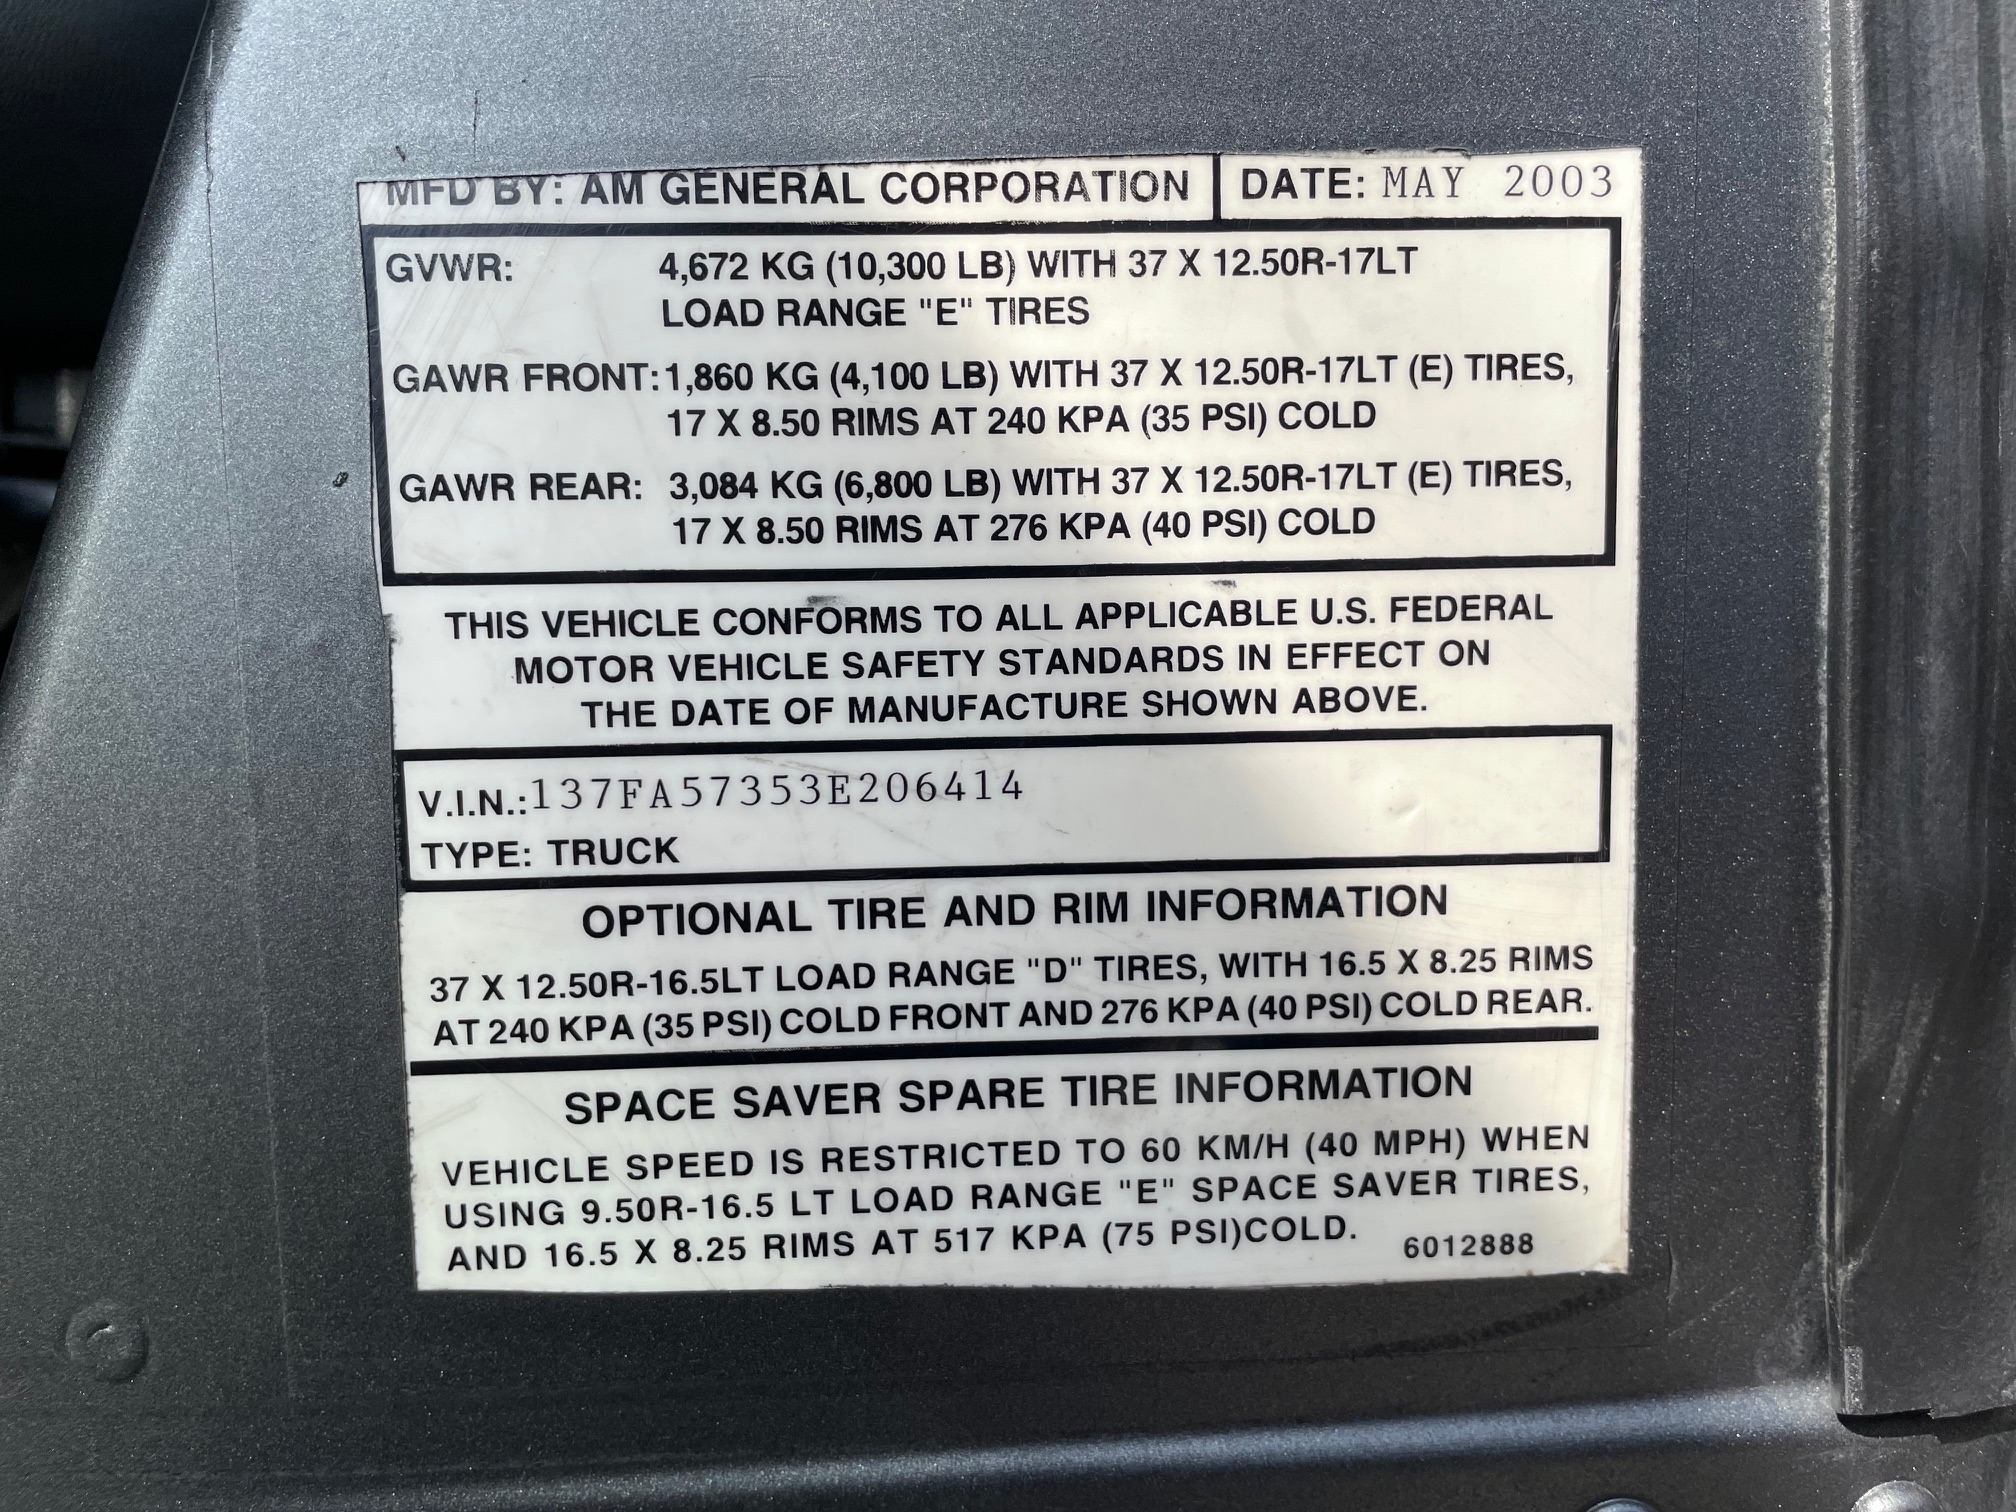 MFD BY: AM GENERAL CORPORATION DATE: MAY 2003
GVWR: 4,672 KG (10,300 LB) WITH 37 X 12.50R-17LT
LOAD RANGE "E" TIRES
GAWR FRONT: 1,860 KG (4,100 LB) WITH 37 X 12.50R-17LT (E) TIRES,
17 X 8.50 RIMS AT 240 KPA (35 PSI) COLD
GAWR REAR: 3,084 KG (6,800 LB) WITH 37 X 12.50R-17LT (E) TIRES,
17 X 8.50 RIMS AT 276 KPA (40 PSI) COLD
THIS VEHICLE CONFORMS TO ALL APPLICABLE U.S. FEDERAL
MOTOR VEHICLE SAFETY STANDARDS IN EFFECT ON
THE DATE OF MANUFACTURE SHOWN ABOVE.
V.I.N.: 137FA57353E206414
TYPE: TRUCK
OPTIONAL TIRE AND RIM INFORMATION
37 X 12.50R-16.5LT LOAD RANGE "D" TIRES, WITH 16.5 X 8.25 RIMS
AT 240 KPA (35 PSI) COLD FRONT AND 276 KPA (40 PSI) COLD REAR.
SPACE SAVER SPARE TIRE INFORMATION
VEHICLE SPEED IS RESTRICTED TO 60 KM/H (40 MPH) WHEN
USING 9.50R-16.5 LT LOAD RANGE "E" SPACE SAVER TIRES,
AND 16.5 X 8.25 RIMS AT 517 KPA (75 PSI)COLD. 6012888